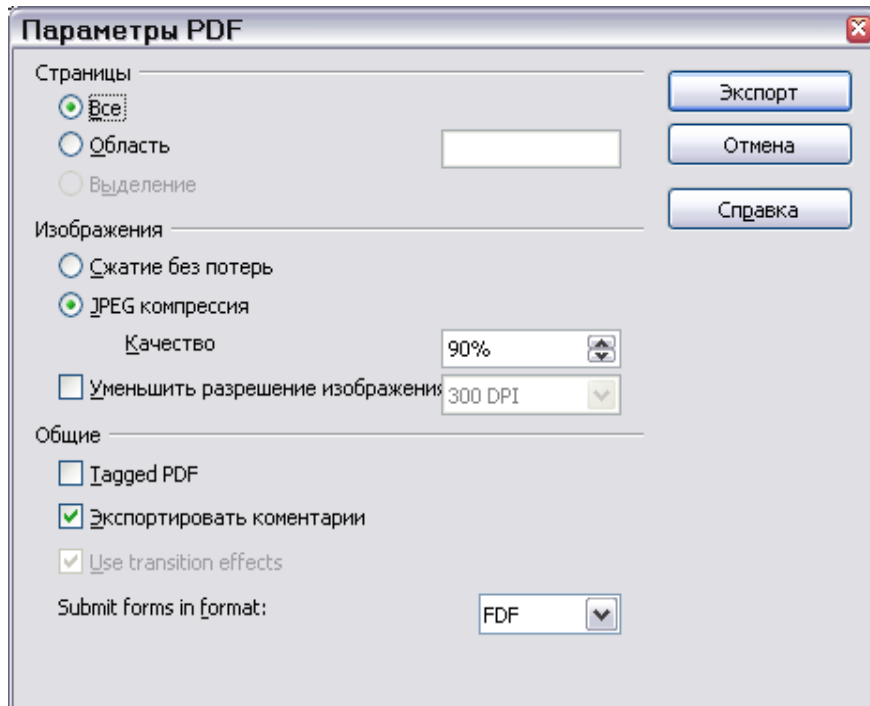 Параметры PDF
Страницы
Все
Область
Выделение
Изображения
Сжатие без потерь
JPEG компрессия
Качество
90%
Уменьшить разрешение изображения
300 DPI
Общие
Tagged PDF
Экспортировать коментарии
Use transition effects
Submit forms in format:
FDF
Экспорт
Отмена
Справка